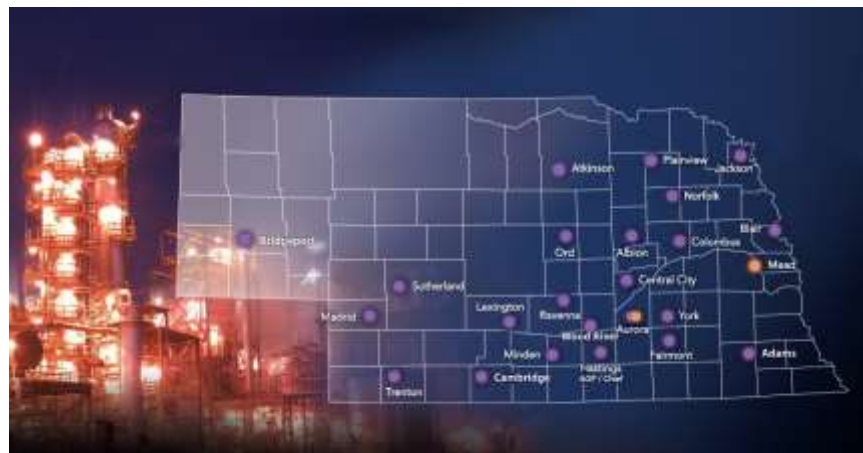 Atkinson
Plainview
Jackson
Norfolk
Bridgeport
Ord
Albion
Columbus
Blair
Mead
Sutherland
Central City
Madrid
Lexington
Ravenna
Wood River
Aurora
York
Minden
Hastings
Fairmont
Adams
Trenton
Cambridge